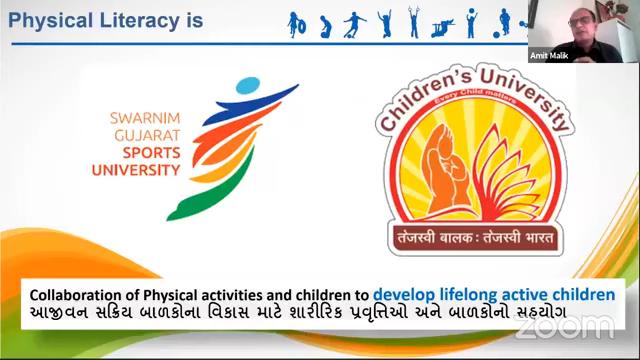 Physical Literacy is
Amit Malik
SWARNIM
GUJARAT
SPORTS
UNIVERSITY
Children's University
Every Child matters
તેજસ્વી બાલક: તેજસ્વી ભારત
Collaboration of Physical activities and children to develop lifelong active children
આજીવન સક્રિય બાળકોના વિકાસ માટે શારીરિક પ્રવૃત્તિઓ અને બાળકોનો સહયોગ
zoom